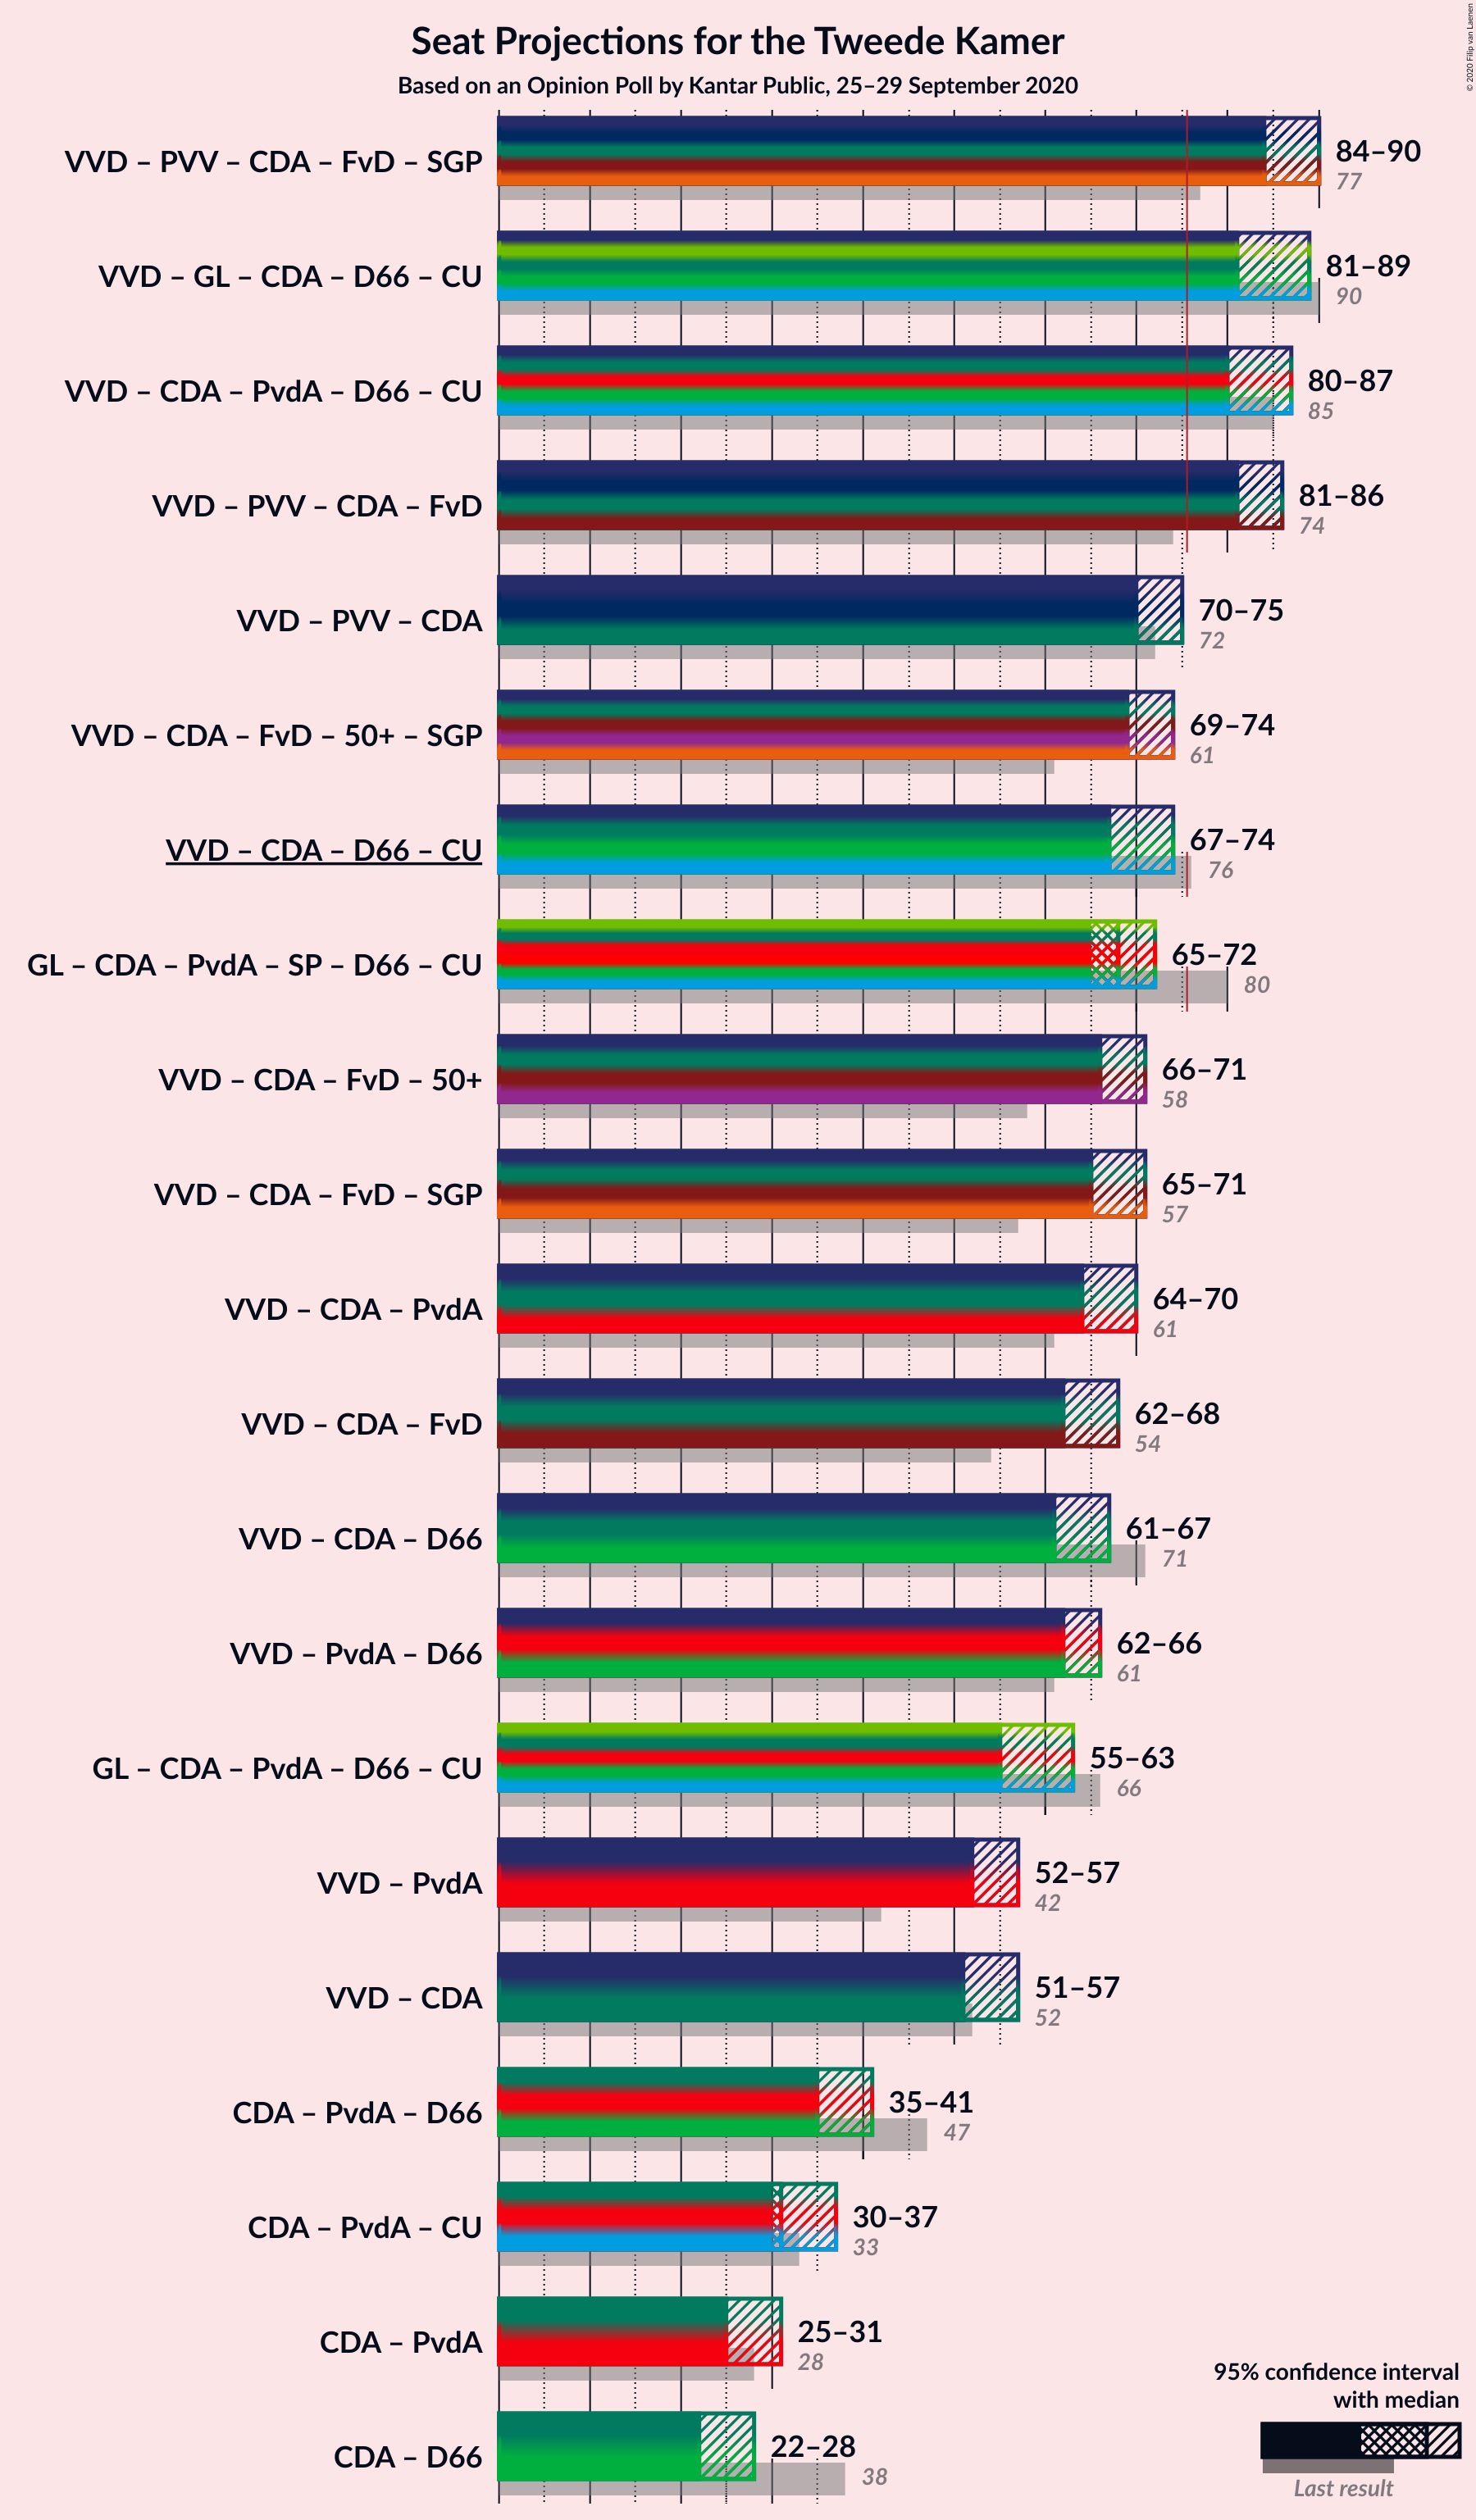 Seat Projections for the Tweede Kamer
Based on an Opinion Poll by Kantar Public, 25–29 September 2020
© 2020 Filip van Laenen
VVD – PVV – CDA – FvD – SGP
84–90
77
VVD – GL – CDA – D66 – CU
81–89
90
VVD – CDA – PvdA – D66 – CU
80–87
85
VVD – PVV – CDA – FvD
81–86
74
VVD – PVV – CDA
70–75
72
VVD – CDA – FvD – 50+ – SGP
69–74
61
VVD – CDA – D66 – CU
67–74
76
GL – CDA – PvdA – SP – D66 – CU
65–72
80
VVD – CDA – FvD – 50+
66–71
58
VVD – CDA – FvD – SGP
65–71
57
VVD – CDA – PvdA
64–70
61
VVD – CDA – FvD
62–68
54
VVD – CDA – D66
61–67
71
VVD – PvdA – D66
62–66
61
GL – CDA – PvdA – D66 – CU
55–63
66
VVD – PvdA
52–57
42
VVD – CDA
51–57
52
CDA – PvdA – D66
35–41
47
CDA – PvdA – CU
30–37
33
CDA – PvdA
25–31
28
CDA – D66
22–28
38
95% confidence interval
with median
Last result